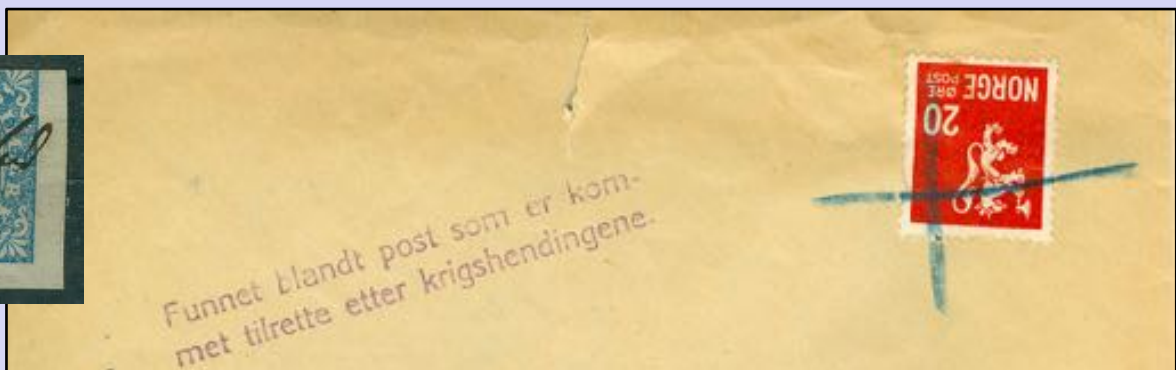 NORGE
ØRE
POST
20
Funnet blandt post som er kom-
met tilrette etter krigshendingene.